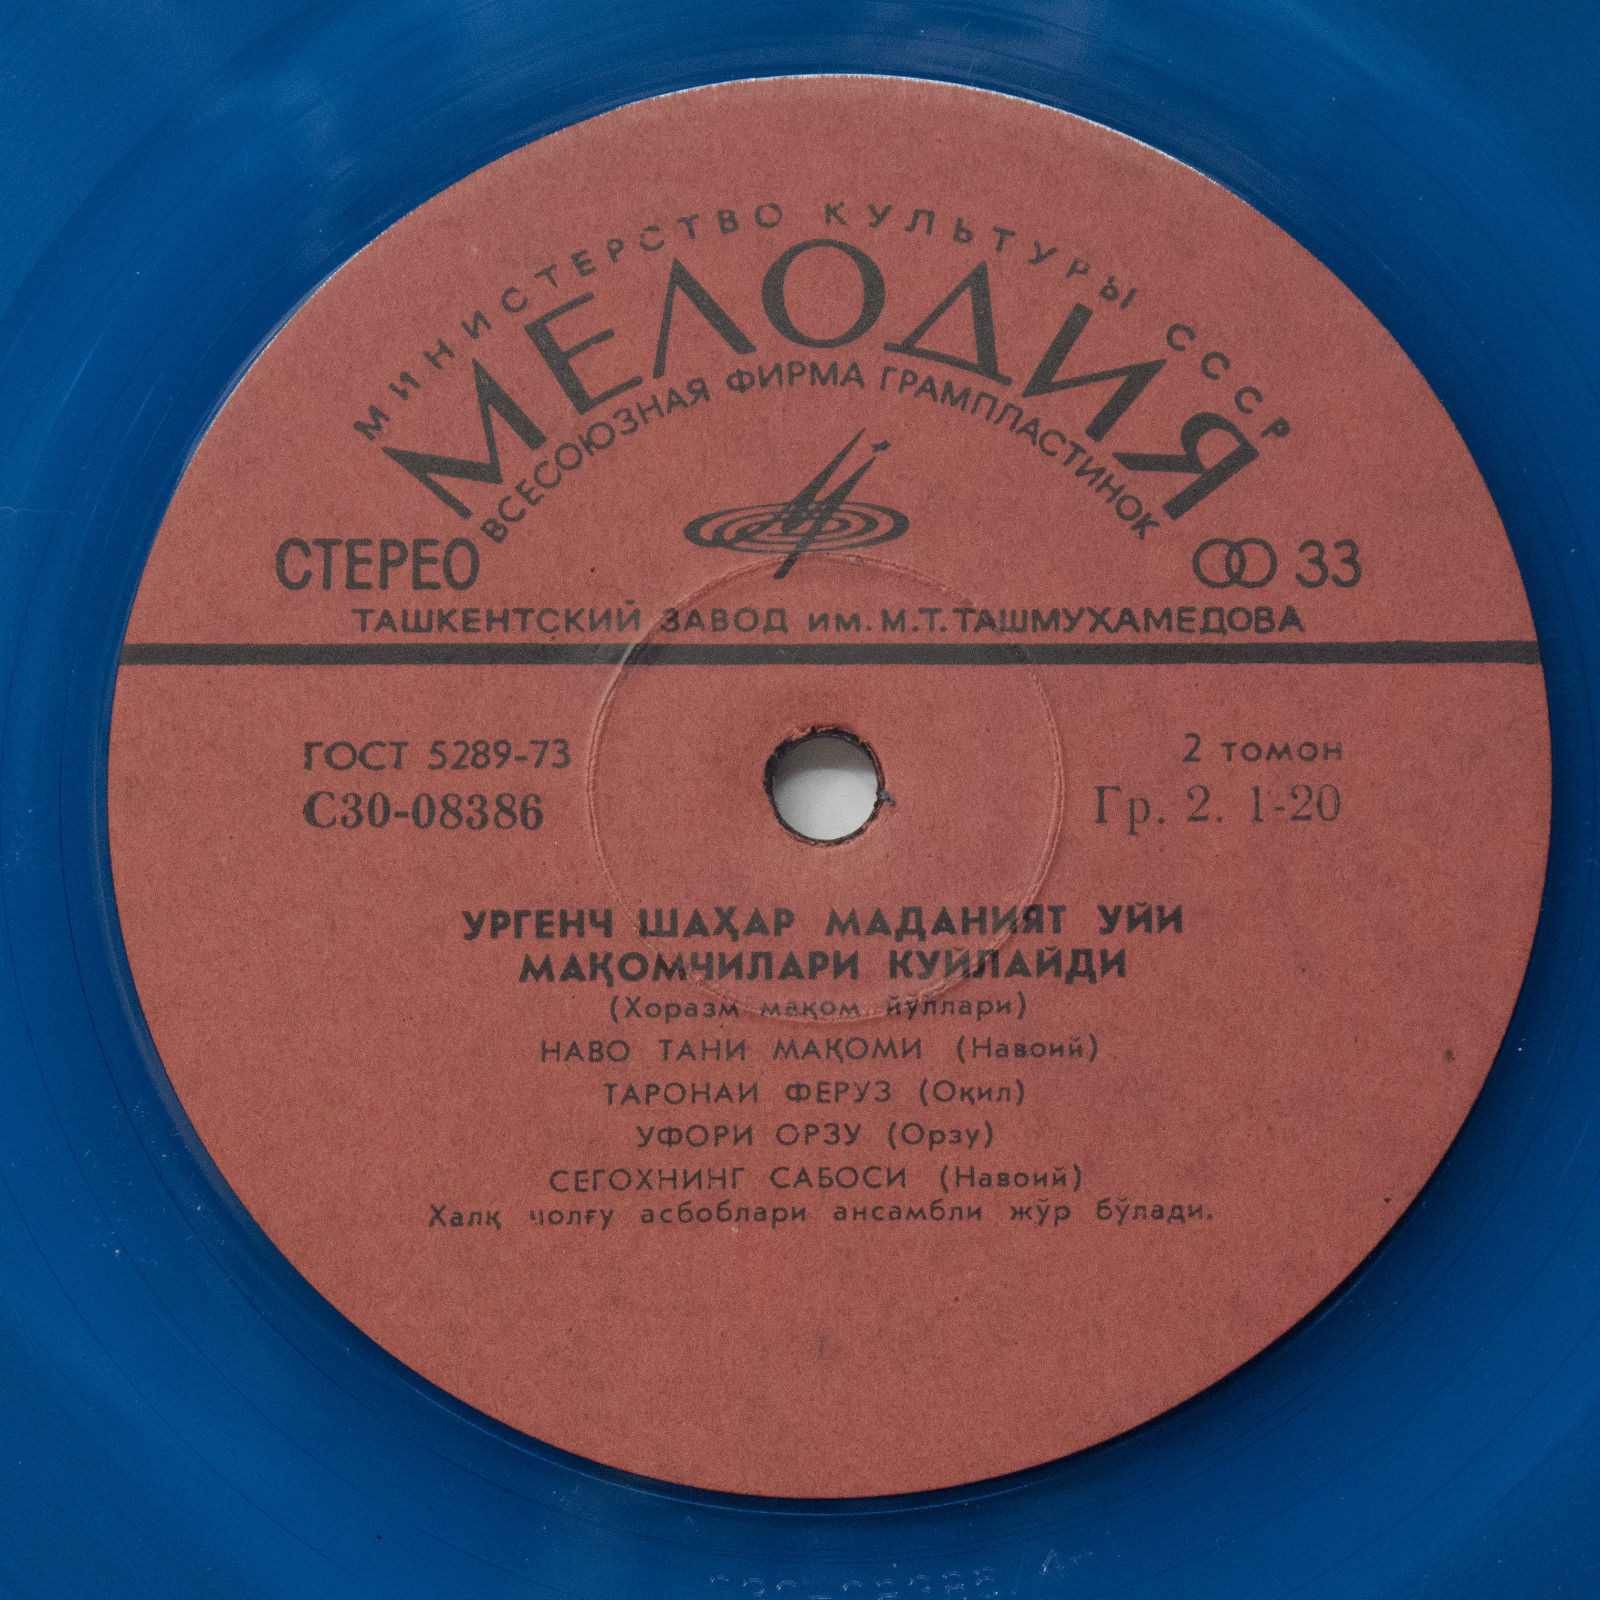 МИНИСТЕРСТВО КУЛЬТУРЫ СССР
МЕЛОДИЯ
ВСЕСОЮЗНАЯ ФИРМА ГРАМПЛАСТИНОК
СТЕРЕО
33
ТАШКЕНТСКИЙ ЗАВОД ИМ. М.Т. ТАШМУХАМЕДОВА
ГОСТ 5289-73
2 томон
С30-08386
Гр. 2. 1-20
УРГЕНЧ ШАҲАР МАДАНИЯТ УЙИ
МАҚОМЧИЛАРИ КУЙЛАЙДИ
(Хоразм мақом йўллари)
НАВО ТАНИ МАҚОМИ (Навоий)
ТАРОНАИ ФЕРУЗ (Оқил)
УФОРИ ОРЗУ (Орзу)
СЕГОХНИНГ САБОСИ (Навоий)
Халқ чолғу асбоблари ансамбли жўр бўлади.